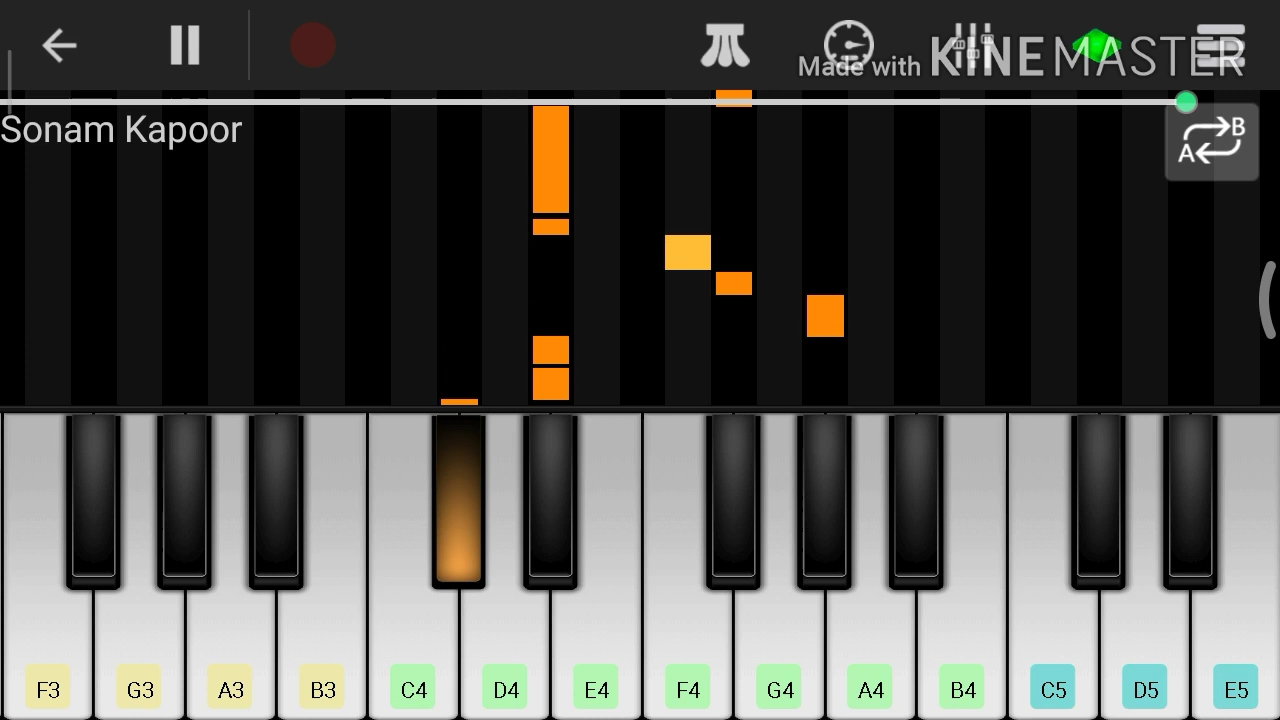 Made with KINEMASTER
Sonam Kapoor
A B
F3 G3 A3 B3 C4 D4 E4 F4 G4 A4 B4 C5 D5 E5